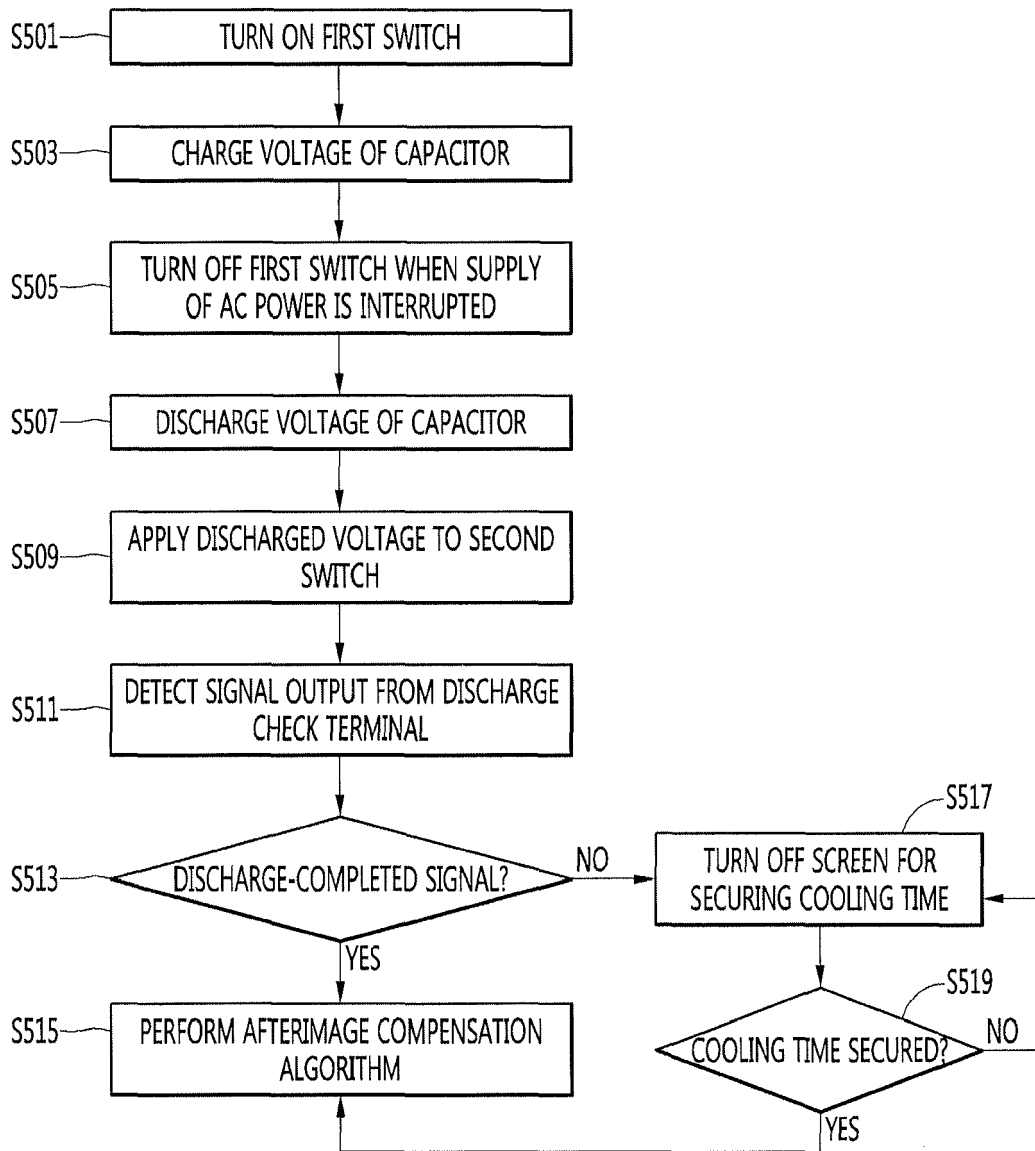 S501
TURN ON FIRST SWITCH
S503
CHARGE VOLTAGE OF CAPACITOR
S505
TURN OFF FIRST SWITCH WHEN SUPPLY
OF AC POWER IS INTERRUPTED
S507
DISCHARGE VOLTAGE OF CAPACITOR
S509
APPLY DISCHARGED VOLTAGE TO SECOND
SWITCH
S511
DETECT SIGNAL OUTPUT FROM DISCHARGE
CHECK TERMINAL
S513
DISCHARGE-COMPLETED SIGNAL?
NO
YES
S517
TURN OFF SCREEN FOR
SECURING COOLING TIME
S515
PERFORM AFTERIMAGE COMPENSATION
ALGORITHM
S519
COOLING TIME SECURED?
NO
YES